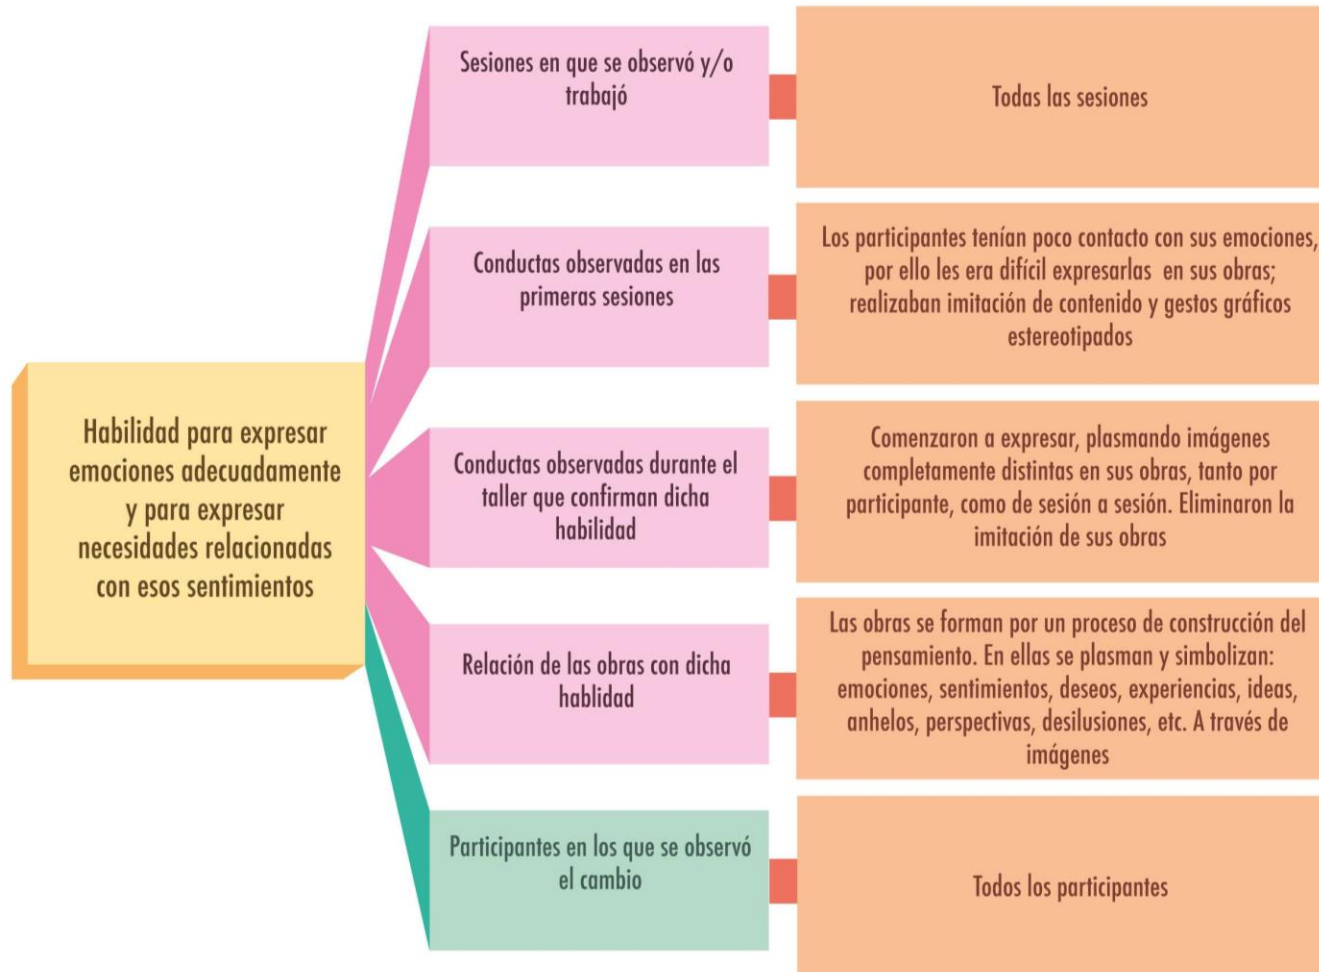 Habilidad para expresar
emociones adecuadamente
y para expresar
necesidades relacionadas
con esos sentimientos
Sesiones en que se observó y/o
trabajó
Todas las sesiones
Conductas observadas en las
primeras sesiones
Los participantes tenían poco contacto con sus emociones,
por ello les era difícil expresarlas en sus obras;
realizaban imitación de contenido y gestos gráficos
estereotipados
Conductas observadas durante el
taller que confirman dicha
habilidad
Comenzaron a expresar, plasmando imágenes
completamente distintas en sus obras, tanto por
participante, como de sesión a sesión. Eliminaron la
imitación de sus obras
Relación de las obras con dicha
hablidad
Las obras se forman por un proceso de construcción del
pensamiento. En ellas se plasman y simbolizan:
emociones, sentimientos, deseos, experiencias, ideas,
anhelos, perspectivas, desilusiones, etc. A través de
imágenes
Participantes en los que se observó
el cambio
Todos los participantes